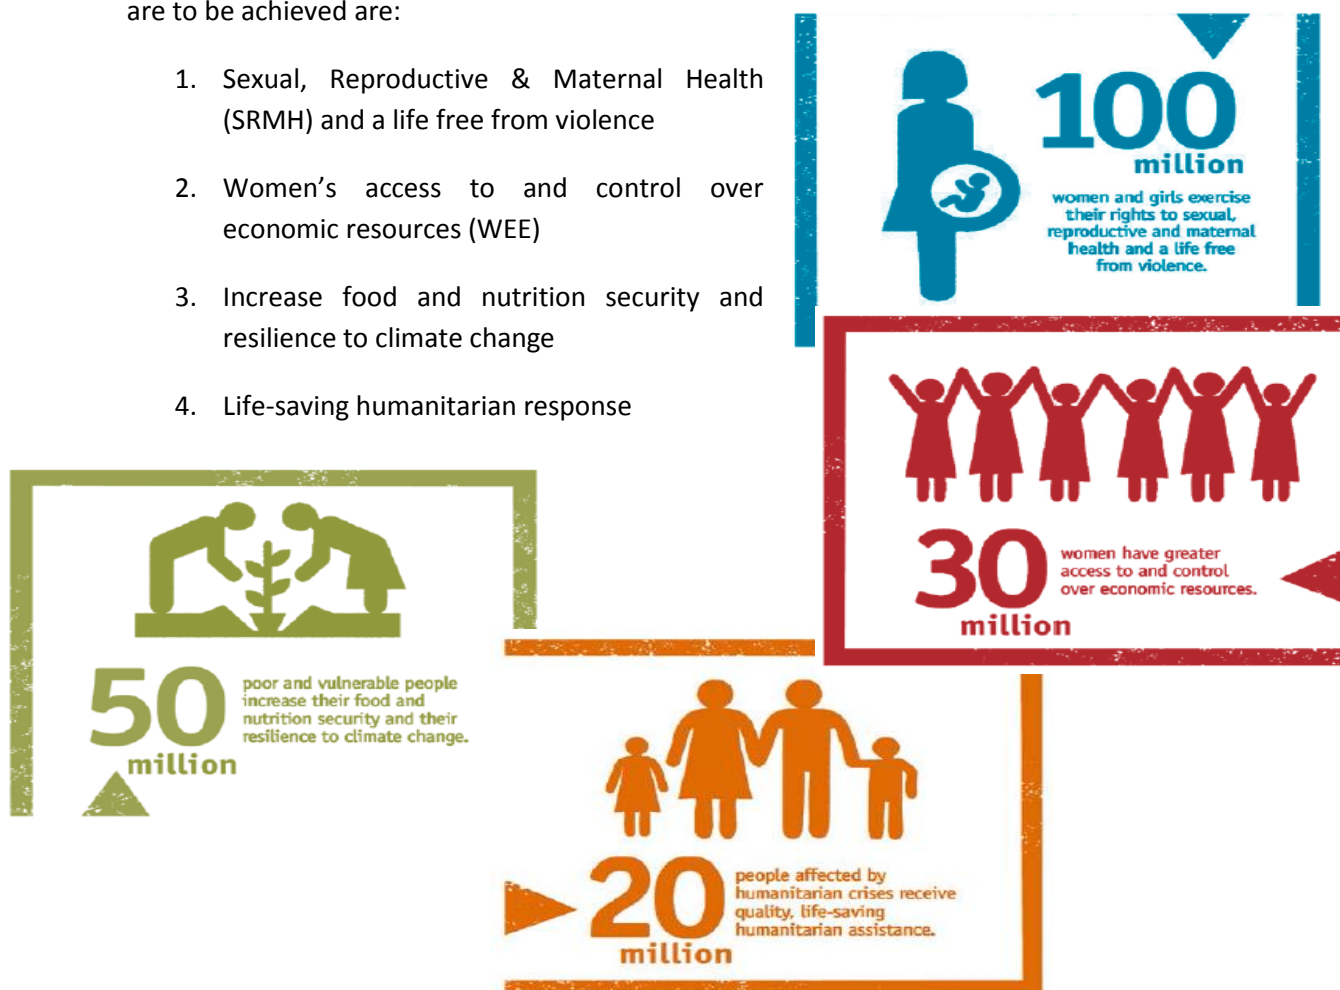 are to be achieved are:
1. Sexual, Reproductive & Maternal Health
(SRMH) and a life free from violence
2. Women’s access to and control over
economic resources (WEE)
3. Increase food and nutrition security and
resilience to climate change
4. Life-saving humanitarian response
100
million
women and girls exercise
their rights to sexual,
reproductive and maternal
health and a life free
from violence.
30
million
women have greater
access to and control
over economic resources.
50
million
poor and vulnerable people
increase their food and
nutrition security and their
resilience to climate change.
20
million
people affected by
humanitarian crises receive
quality, life-saving
humanitarian assistance.